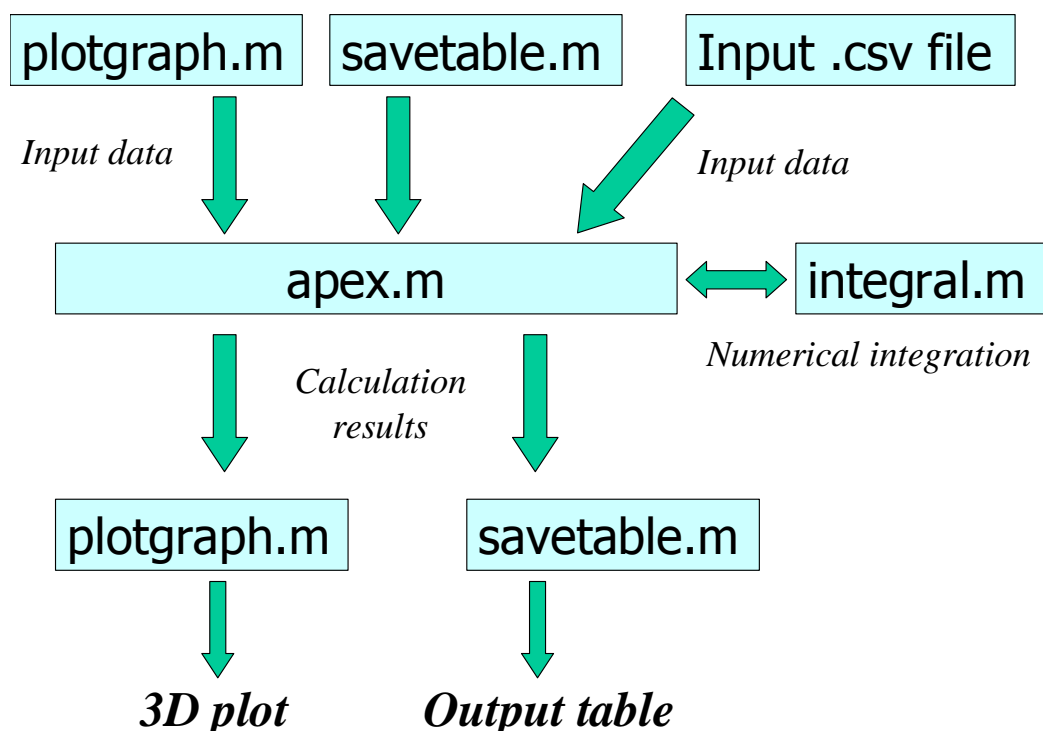 plotgraph.m
savetable.m
Input .csv file
Input data
Input data
apex.m
integral.m
Numerical integration
Calculation
results
plotgraph.m
savetable.m
3D plot
Output table